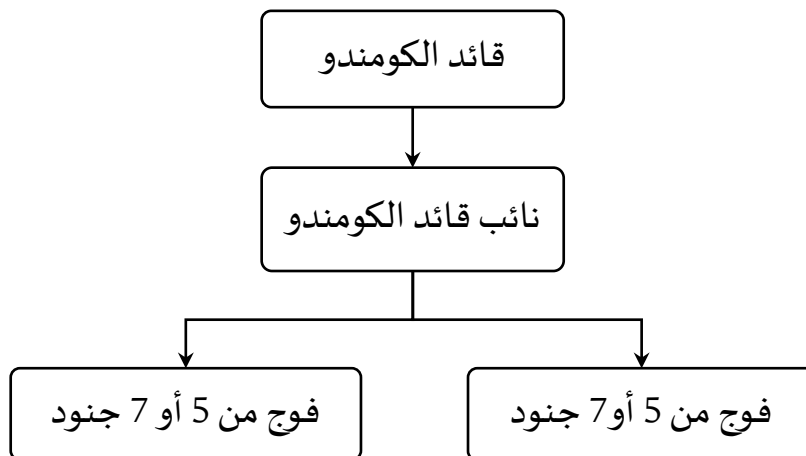 قائد الكومندو
نائب قائد الكومندو
فوج من 5 أو7 جنود
فوج من 5 أو 7 جنود